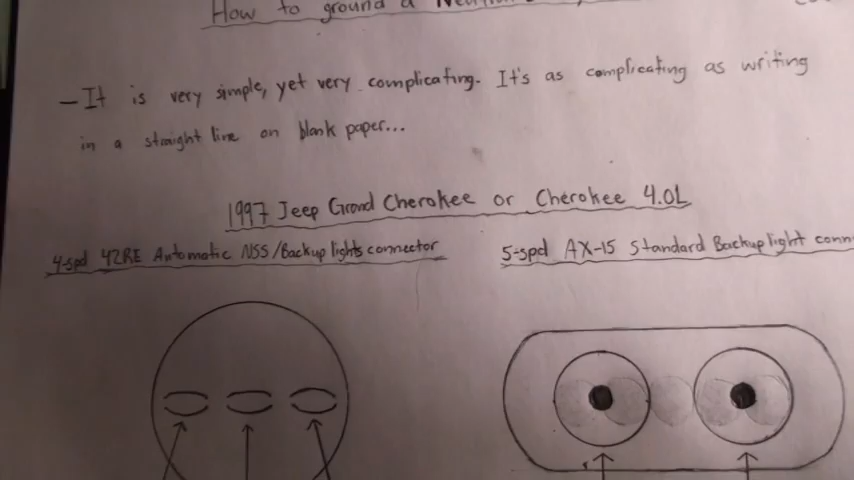 How to ground a
—It is very simple, yet very complicating. It's as complicating as writing
in a straight line on blank paper...
1997 Jeep Grand Cherokee or Cherokee 4.0L
4-spd 42RE Automatic NSS/Backup lights connector
5-spd AX-15 Standard Backup light conn